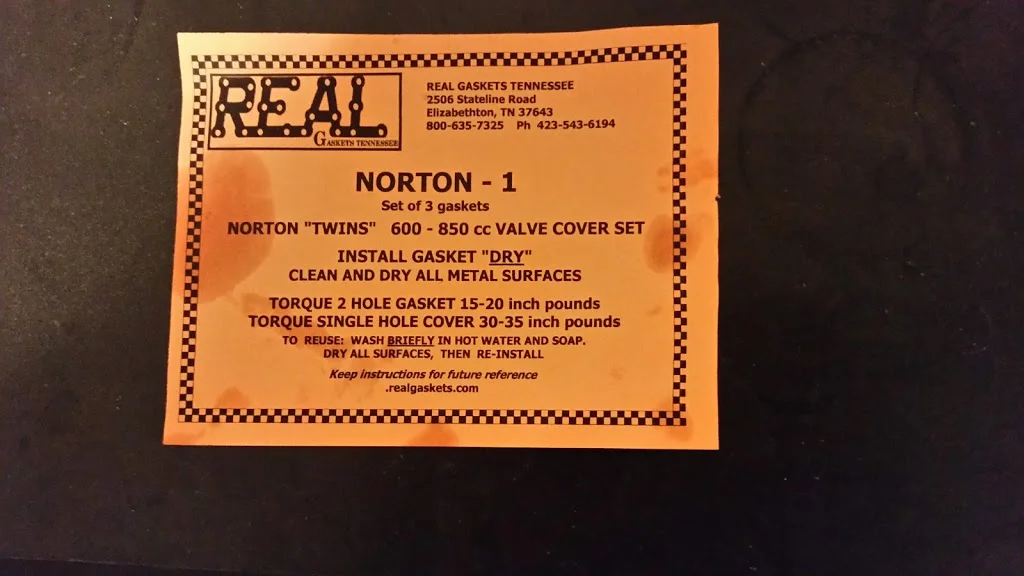 REAL
GASKETS TENNESSEE
REAL GASKETS TENNESSEE
2506 Stateline Road
Elizabethton, TN 37643
800-635-7325 Ph 423-543-6194
NORTON - 1
Set of 3 gaskets
NORTON "TWINS" 600 - 850 cc VALVE COVER SET
INSTALL GASKET "DRY"
CLEAN AND DRY ALL METAL SURFACES
TORQUE 2 HOLE GASKET 15-20 inch pounds
TORQUE SINGLE HOLE COVER 30-35 inch pounds
TO REUSE: WASH BRIEFLY IN HOT WATER AND SOAP.
DRY ALL SURFACES, THEN RE-INSTALL
Keep instructions for future reference
.realgaskets.com